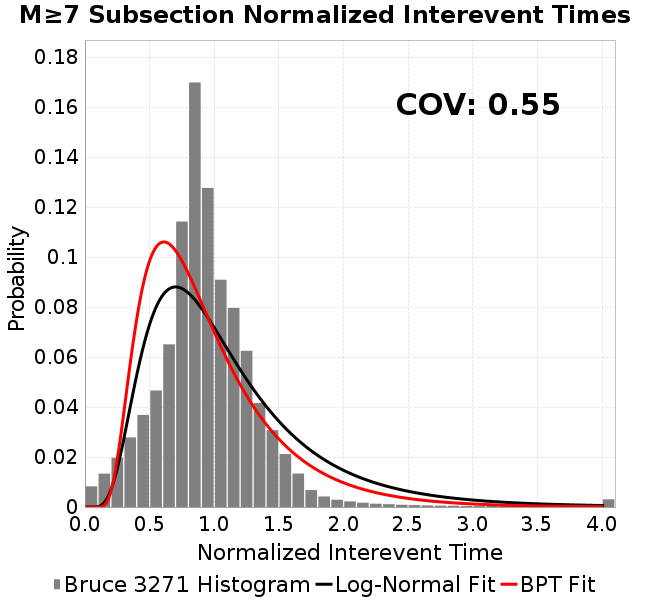 M≥7 Subsection Normalized Interevent Times
COV: 0.55
Probability
0.18
0.16
0.14
0.12
0.1
0.08
0.06
0.04
0.02
0
0.0 0.5 1.0 1.5 2.0 2.5 3.0 3.5 4.0
Normalized Interevent Time
Bruce 3271 Histogram Log-Normal Fit BPT Fit